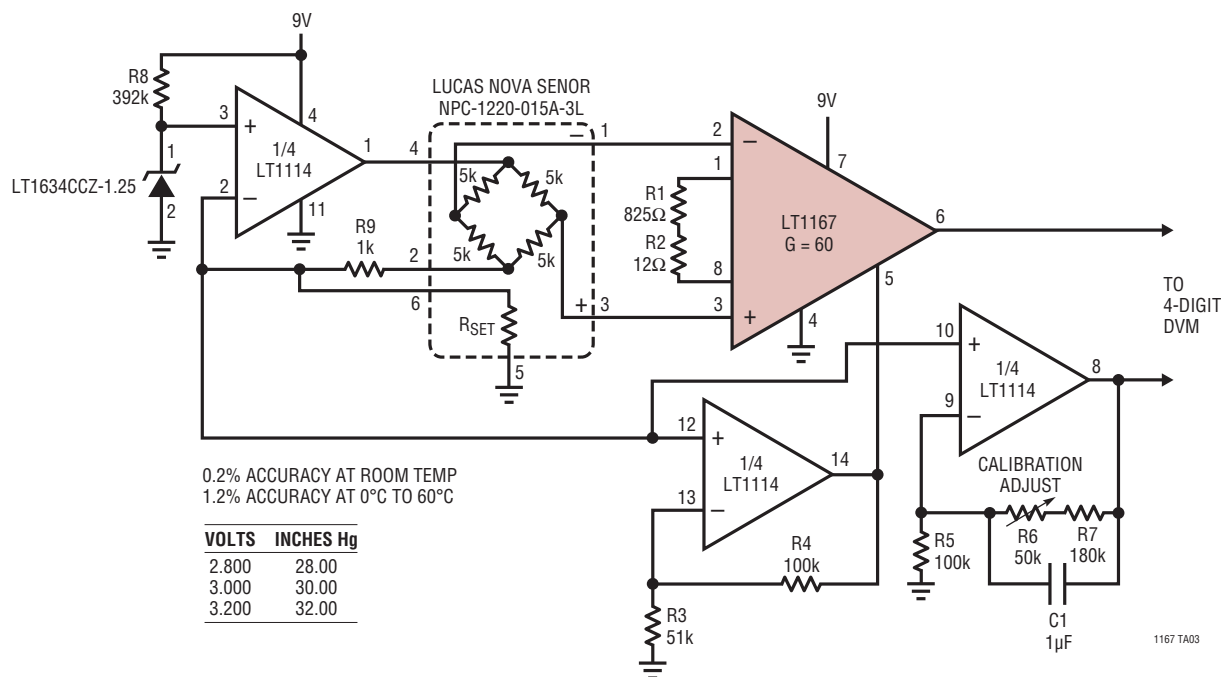 9V
R8
392k
3
+
4
1/4
LT1114
1
2
−
11
1
2
LT1634CCZ-1.25
LUCAS NOVA SENOR
NPC-1220-015A-3L
4
−
1
5k
5k
5k
5k
R9
1k
2
6
RSET
5
+
3
9V
2
−
1
7
R1
825Ω
R2
12Ω
LT1167
G = 60
6
8
3
+
4
5
TO
4-DIGIT
DVM
10
+
1/4
LT1114
8
9
−
12
+
1/4
LT1114
14
13
−
CALIBRATION
ADJUST
R4
100k
R5
100k
R6
50k
R7
180k
C1
1µF
R3
51k
0.2% ACCURACY AT ROOM TEMP
1.2% ACCURACY AT 0°C TO 60°C
VOLTS INCHES Hg
2.800 28.00
3.000 30.00
3.200 32.00
1167 TA03